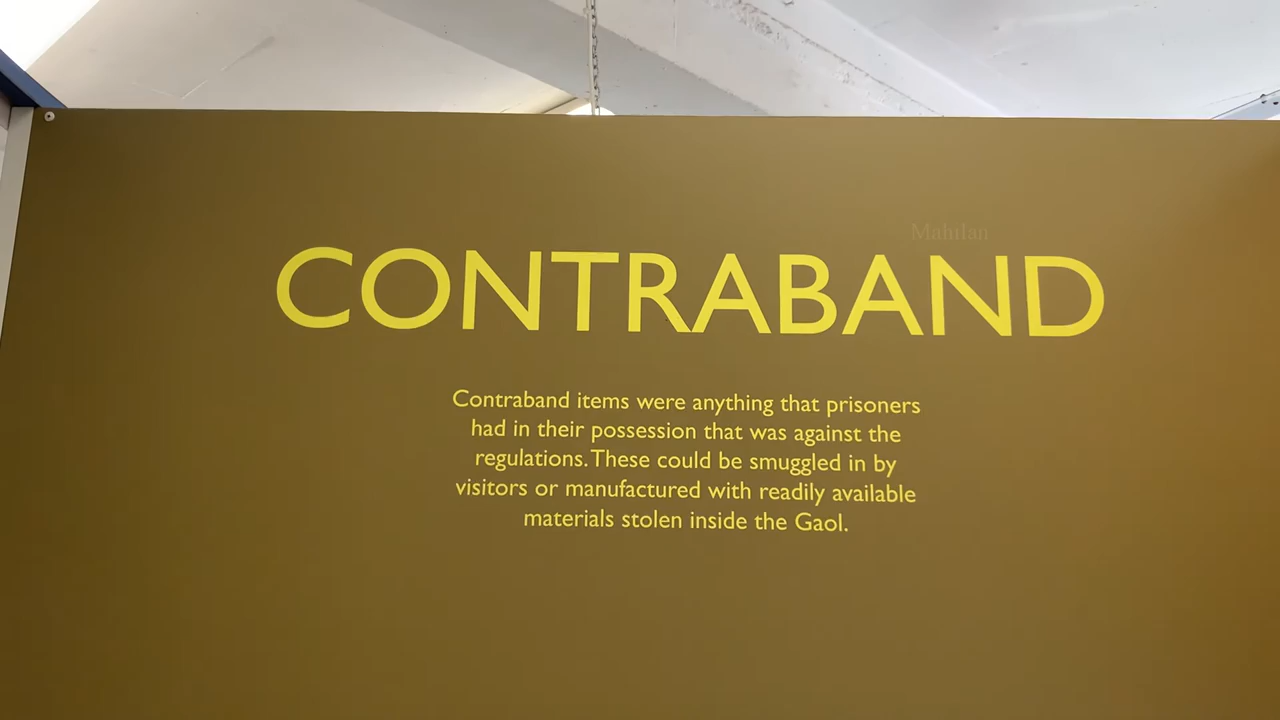 CONTRABAND
Contraband items were anything that prisoners
had in their possession that was against the
regulations. These could be smuggled in by
visitors or manufactured with readily available
materials stolen inside the Gaol.